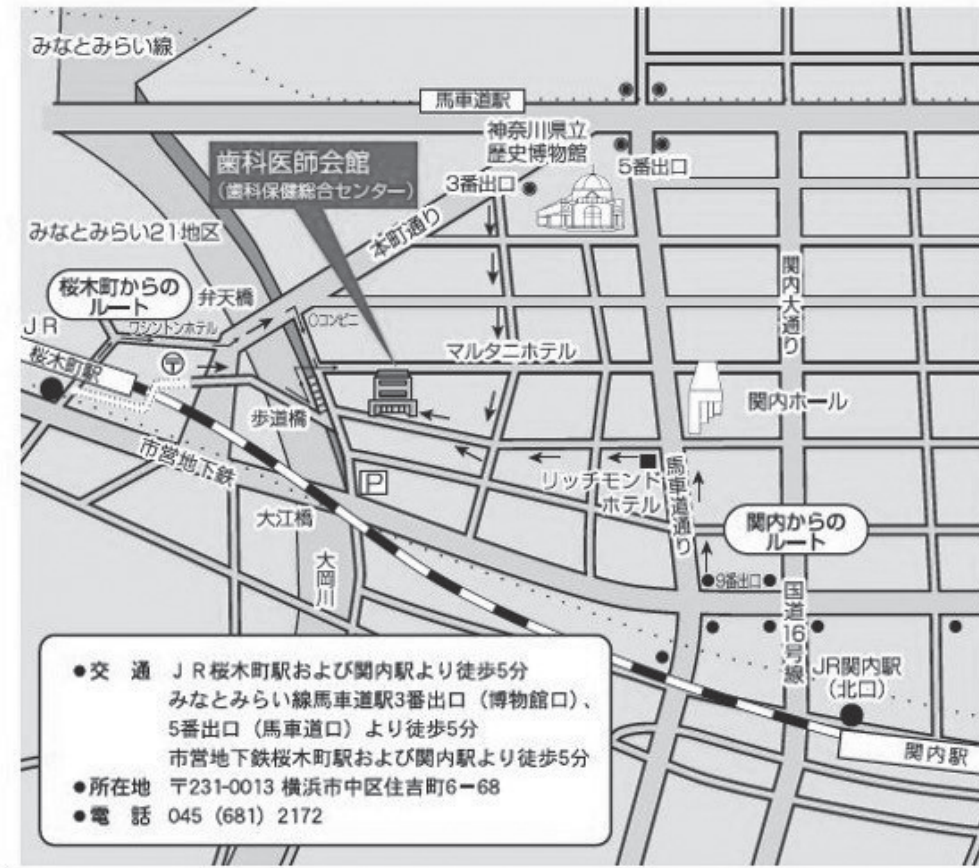 みなとみらい線
馬車道駅
神奈川県立
歴史博物館
歯科医師会館
（歯科保健総合センター）
3番出口
5番出口
本町通り
みなとみらい21地区
関内大通り
桜木町からの
ルート
弁天橋
ワシントンホテル
○コンビニ
JR
桜木町駅
〒
マルタニホテル
関内ホール
歩道橋
市営地下鉄
P
リッチモンド
ホテル
馬車道通り
大江橋
関内からの
ルート
大岡川
9番出口
国道16号線
JR関内駅
（北口）
関内駅
●交　通　ＪＲ桜木町駅および関内駅より徒歩5分
みなとみらい線馬車道駅3番出口（博物館口）、
5番出口（馬車道口）より徒歩5分
市営地下鉄桜木町駅および関内駅より徒歩5分
●所在地　〒231-0013 横浜市中区住吉町6－68
●電　話　045（681）2172